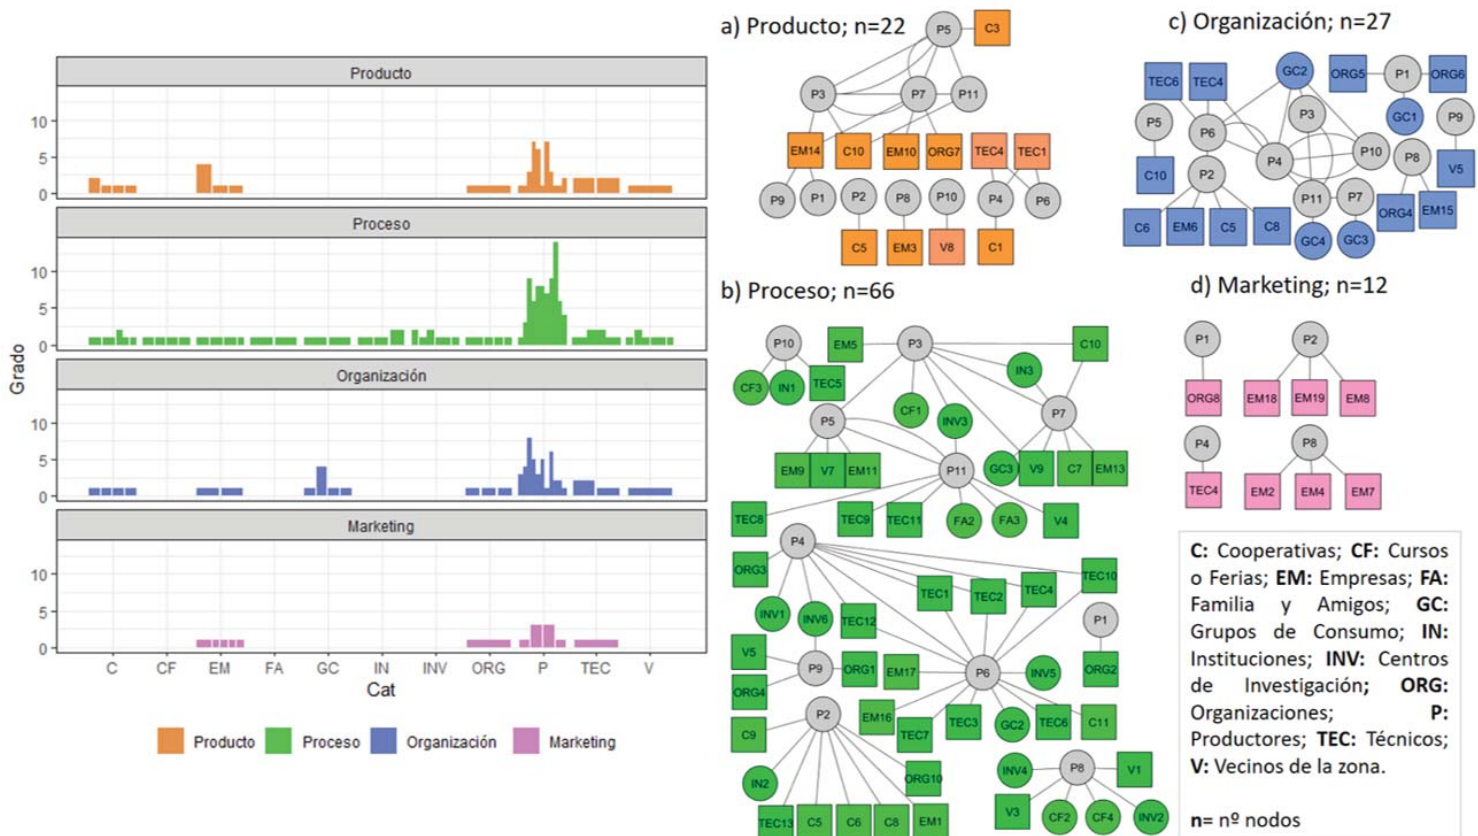 Producto
10
5
0
Proceso
10
5
0
Organización
10
5
0
Marketing
10
5
0
Grado
C CF EM FA GC IN INV ORG P TEC V
Cat
Producto Proceso Organización Marketing
a) Producto; n=22
P5 C3
P3 P7 P11
EM14 C10 EM10 ORG7 TEC4 TEC1
P9 P1 P2 P8 P10 P4 P6
C5 EM3 V8 C1
b) Proceso; n=66
P10 EM5 P3 C10
CF3 IN1 TEC5 IN3
CF1 INV3 P7
P5
EM9 V7 EM11 P11 GC3 V9 C7 EM13
TEC8 TEC9 TEC11 FA2 FA3 V4
P4
ORG3 TEC1 TEC2 TEC4 TEC10
INV1 INV6 TEC12 P1
V5 P9 ORG1 EM17 P6 INV5 ORG2
ORG4
P2 EM16 TEC3 GC2 TEC6 C11
C9 TEC7
IN2 ORG10 INV4 P8 V1
TEC13 C5 C6 C8 EM1 V3 CF2 CF4 INV2
c) Organización; n=27
TEC6 TEC4 GC2 ORG5 P1 ORG6
P5 P6 P3 GC1 P9
P4 P10 P8
C10 P2 V5
P11 P7
C6 EM6 C5 C8 GC4 GC3 ORG4 EM15
d) Marketing; n=12
P1 P2
ORG8 EM18 EM19 EM8
P4 P8
TEC4 EM2 EM4 EM7
C: Cooperativas; CF: Cursos
o Ferias; EM: Empresas; FA:
Familia y Amigos; GC:
Grupos de Consumo; IN:
Instituciones; INV: Centros
de Investigación; ORG:
Organizaciones; P:
Productores; TEC: Técnicos;
V: Vecinos de la zona.
n= nº nodos